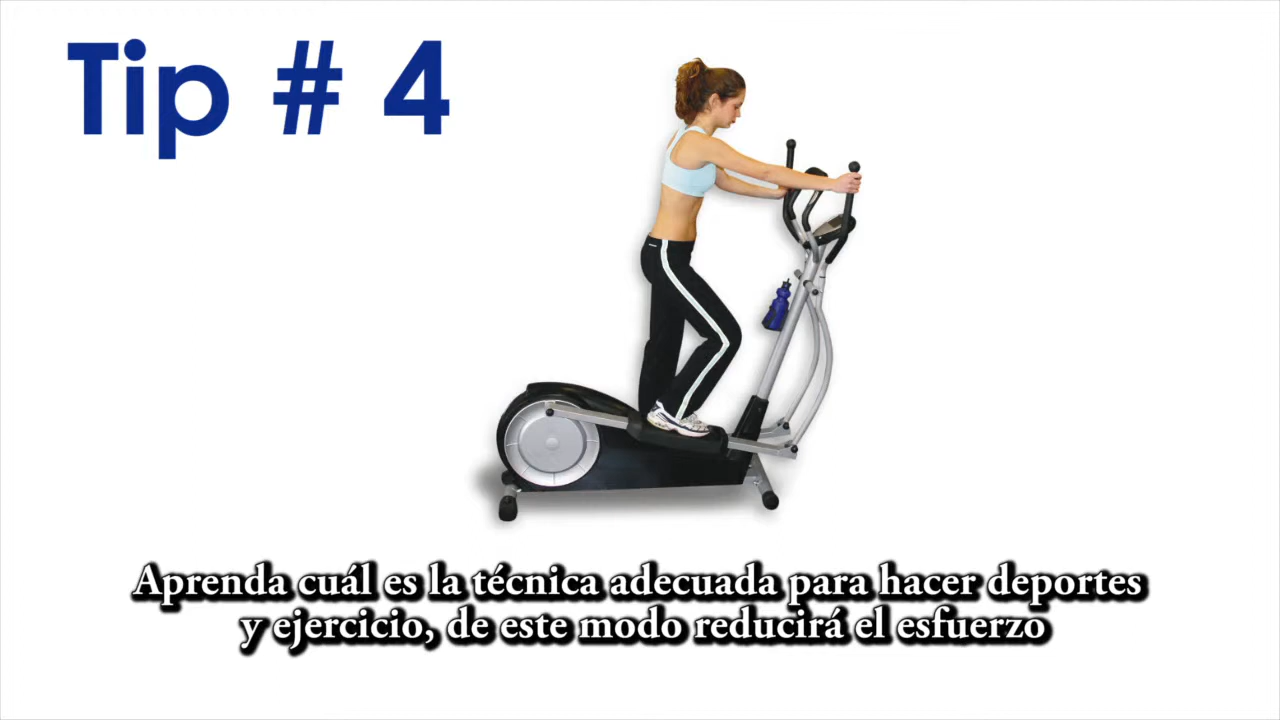 Tip # 4
Aprenda cuál es la técnica adecuada para hacer deportes
y ejercicio, de este modo reducirá el esfuerzo